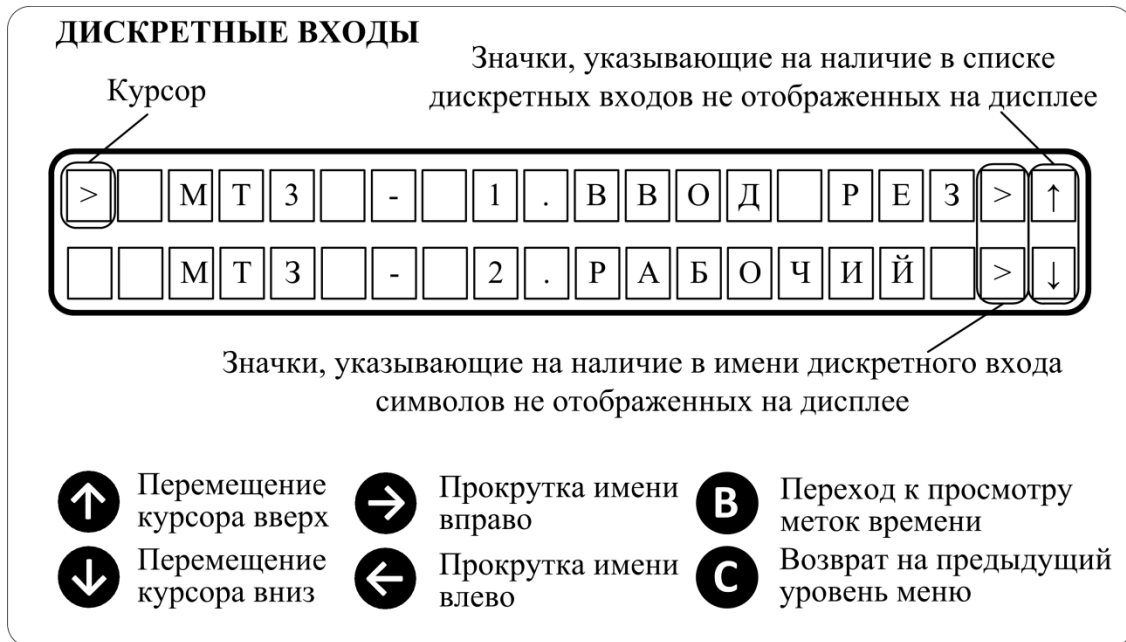 ДИСКРЕТНЫЕ ВХОДЫ
Значки, указывающие на наличие в списке
дискретных входов не отображенных на дисплее
Курсор
> МТЗ - 1.ВВОД РЕЗ>↑
МТЗ - 2.РАБОЧИЙ >↓
Значки, указывающие на наличие в имени дискретного входа
символов не отображенных на дисплее
↑ Перемещение
курсора вверх
→ Прокрутка имени
вправо
B Переход к просмотру
меток времени
↓ Перемещение
курсора вниз
← Прокрутка имени
влево
C Возврат на предыдущий
уровень меню